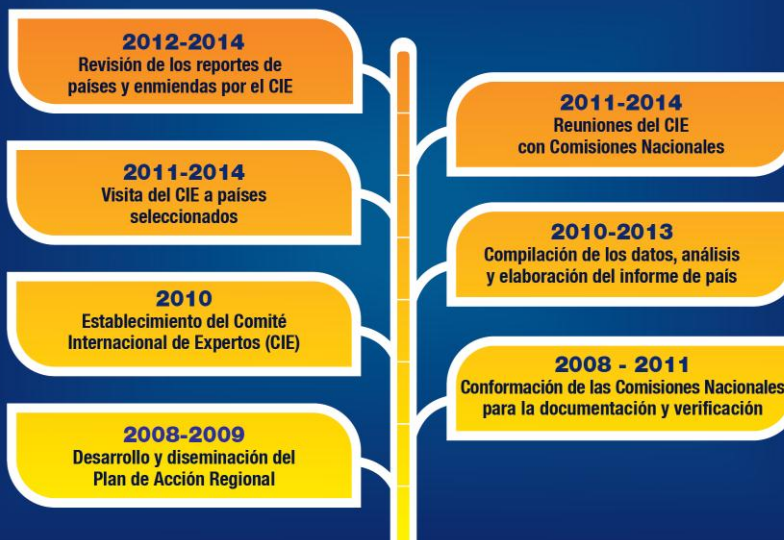 2012-2014
Revisión de los reportes de
países y enmiendas por el CIE
2011-2014
Reuniones del CIE
con Comisiones Nacionales
2011-2014
Visita del CIE a países
seleccionados
2010-2013
Compilación de los datos, análisis
y elaboración del informe de país
2010
Establecimiento del Comité
Internacional de Expertos (CIE)
2008 - 2011
Conformación de las Comisiones Nacionales
para la documentación y verificación
2008-2009
Desarrollo y diseminación del
Plan de Acción Regional